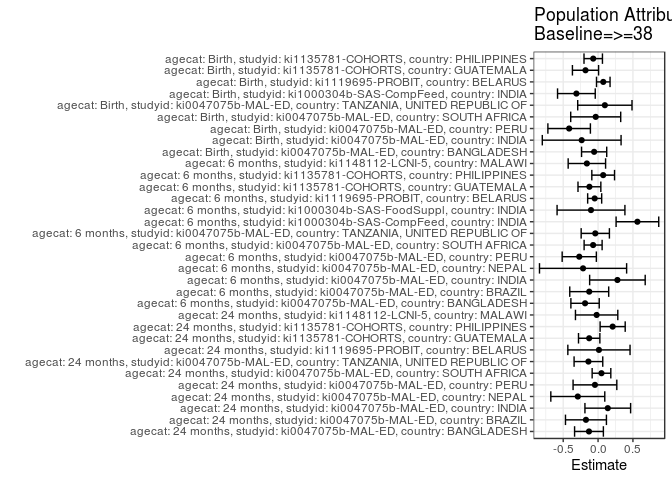 Population Attribu
Baseline=>=38
agecat: Birth, studyid: ki1135781-COHORTS, country: PHILIPPINES
agecat: Birth, studyid: ki1135781-COHORTS, country: GUATEMALA
agecat: Birth, studyid: ki1119695-PROBIT, country: BELARUS
agecat: Birth, studyid: ki1000304b-SAS-CompFeed, country: INDIA
agecat: Birth, studyid: ki0047075b-MAL-ED, country: TANZANIA, UNITED REPUBLIC OF
agecat: Birth, studyid: ki0047075b-MAL-ED, country: SOUTH AFRICA
agecat: Birth, studyid: ki0047075b-MAL-ED, country: PERU
agecat: Birth, studyid: ki0047075b-MAL-ED, country: INDIA
agecat: Birth, studyid: ki0047075b-MAL-ED, country: BANGLADESH
agecat: 6 months, studyid: ki1148112-LCNI-5, country: MALAWI
agecat: 6 months, studyid: ki1135781-COHORTS, country: PHILIPPINES
agecat: 6 months, studyid: ki1135781-COHORTS, country: GUATEMALA
agecat: 6 months, studyid: ki1119695-PROBIT, country: BELARUS
agecat: 6 months, studyid: ki1000304b-SAS-FoodSuppl, country: INDIA
agecat: 6 months, studyid: ki1000304b-SAS-CompFeed, country: INDIA
agecat: 6 months, studyid: ki0047075b-MAL-ED, country: TANZANIA, UNITED REPUBLIC OF
agecat: 6 months, studyid: ki0047075b-MAL-ED, country: SOUTH AFRICA
agecat: 6 months, studyid: ki0047075b-MAL-ED, country: PERU
agecat: 6 months, studyid: ki0047075b-MAL-ED, country: NEPAL
agecat: 6 months, studyid: ki0047075b-MAL-ED, country: INDIA
agecat: 6 months, studyid: ki0047075b-MAL-ED, country: BRAZIL
agecat: 6 months, studyid: ki0047075b-MAL-ED, country: BANGLADESH
agecat: 24 months, studyid: ki1148112-LCNI-5, country: MALAWI
agecat: 24 months, studyid: ki1135781-COHORTS, country: PHILIPPINES
agecat: 24 months, studyid: ki1135781-COHORTS, country: GUATEMALA
agecat: 24 months, studyid: ki1119695-PROBIT, country: BELARUS
agecat: 24 months, studyid: ki0047075b-MAL-ED, country: TANZANIA, UNITED REPUBLIC OF
agecat: 24 months, studyid: ki0047075b-MAL-ED, country: SOUTH AFRICA
agecat: 24 months, studyid: ki0047075b-MAL-ED, country: PERU
agecat: 24 months, studyid: ki0047075b-MAL-ED, country: NEPAL
agecat: 24 months, studyid: ki0047075b-MAL-ED, country: INDIA
agecat: 24 months, studyid: ki0047075b-MAL-ED, country: BRAZIL
agecat: 24 months, studyid: ki0047075b-MAL-ED, country: BANGLADESH
-0.5 0.0 0.5
Estimate